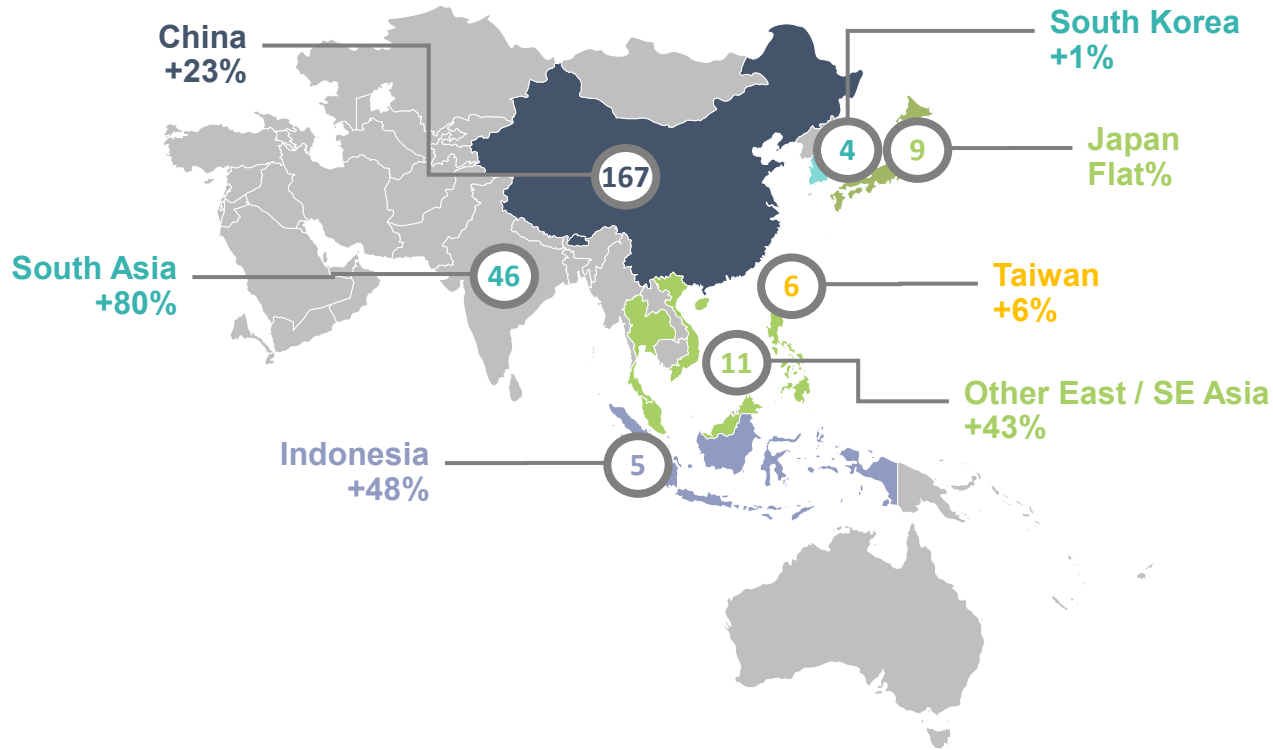 China
+23%
167
South Korea
+1%
4
9
Japan
Flat%
South Asia
+80%
46
6
Taiwan
+6%
11
Other East / SE Asia
+43%
Indonesia
+48%
5